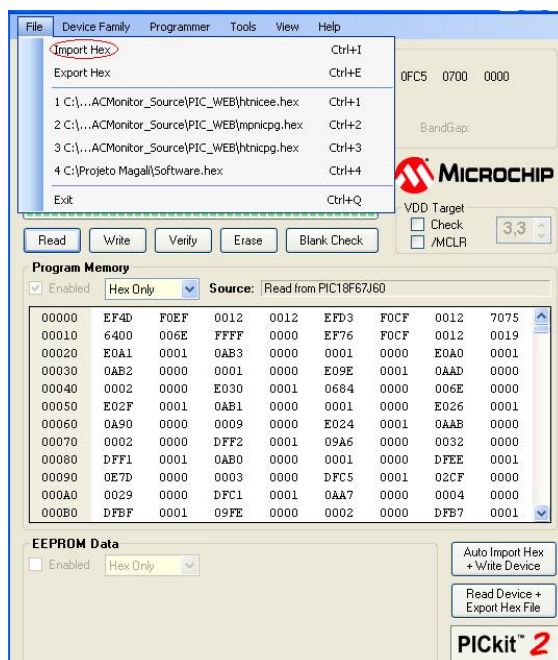 File Device Family Programmer Tools View Help
Import Hex Ctrl+I
Export Hex Ctrl+E
0FC5 0700 0000
1 C:\...ACMonitor_Source\PIC_WEB\htnicee.hex Ctrl+1
2 C:\...ACMonitor_Source\PIC_WEB\mpnicpg.hex Ctrl+2
BandGap:
3 C:\...ACMonitor_Source\PIC_WEB\htnicpg.hex Ctrl+3
4 C:\Projeto Magali\Software.hex Ctrl+4
MICROCHIP
Exit Ctrl+Q
VDD Target
Check
3,3
/MCLR
Read Write Verify Erase Blank Check
Program Memory
Enabled Hex Only Source: Read from PIC18F67J60
00000 EF4D F0EF 0012 0012 EFD3 F0CF 0012 7075
00010 6400 006E FFFF 0000 EF76 F0CF 0012 0019
00020 E0A1 0001 0AB3 0000 0001 0000 E0A0 0001
00030 0AB2 0000 0001 0000 E09E 0001 0AAD 0000
00040 0002 0000 E030 0001 0684 0000 006E 0000
00050 E02F 0001 0AB1 0000 0001 0000 E026 0001
00060 0A90 0000 0009 0000 E024 0001 0AAB 0000
00070 0002 0000 DFF2 0001 09A6 0000 0032 0000
00080 DFF1 0001 0AB0 0000 0001 0000 DFEE 0001
00090 0E7D 0000 0003 0000 DFC5 0001 02CF 0000
000A0 0029 0000 DFC1 0001 0AA7 0000 0004 0000
000B0 DFBF 0001 09FE 0000 0002 0000 DFB7 0001
EEPROM Data
Enabled Hex Only
Auto Import Hex
+ Write Device
Read Device +
Export Hex File
PICkit™ 2